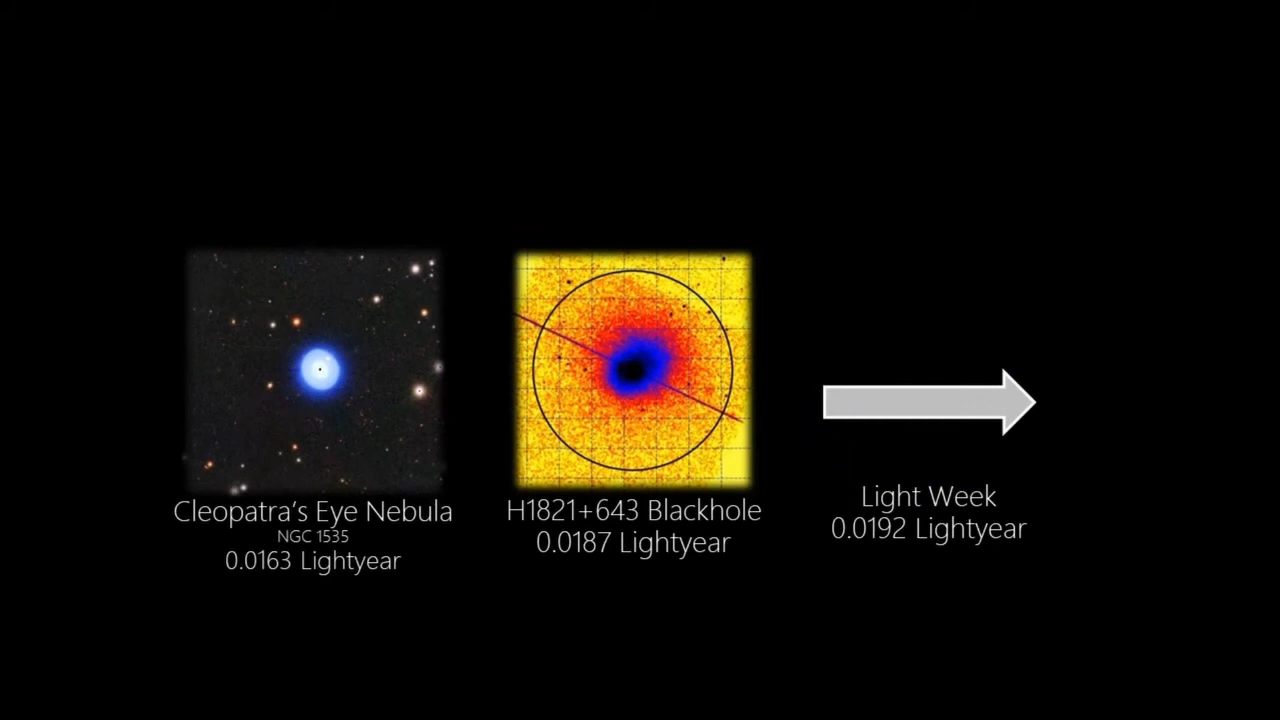 Cleopatra's Eye Nebula
NGC 1535
0.0163 Lightyear
H1821+643 Blackhole
0.0187 Lightyear
Light Week
0.0192 Lightyear